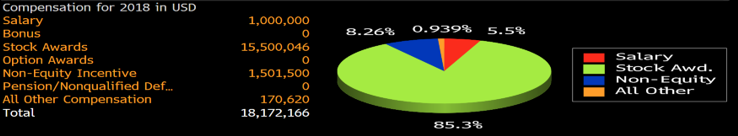 Compensation for 2018 in USD
Salary 1,000,000
Bonus 0
Stock Awards 15,500,046
Option Awards 0
Non-Equity Incentive 1,501,500
Pension/Nonqualified Def... 0
All Other Compensation 170,620
Total 18,172,166
8.26% 0.939% 5.5%
85.3%
Salary
Stock Awd.
Non-Equity
All Other